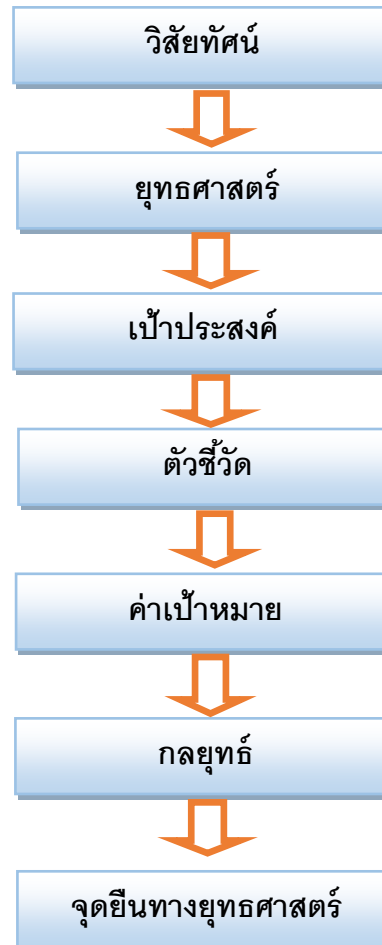 วิสัยทัศน์
ยุทธศาสตร์
เป้าประสงค์
ตัวชี้วัด
ค่าเป้าหมาย
กลยุทธ์
จุดยืนทางยุทธศาสตร์